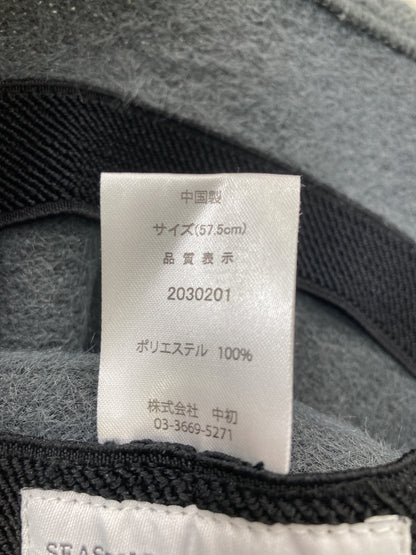 中国製
サイズ(57.5cm)
品質表示
2030201
ポリエステル 100%
株式会社 中初
03-3669-5271